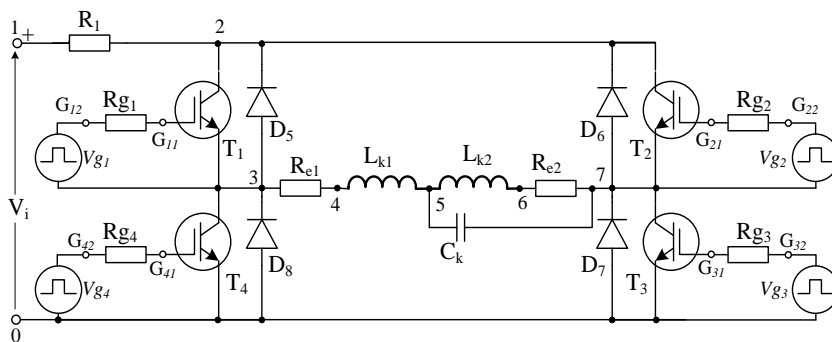 1 + R1 2
G12 Rg1 G11 Vg1 T1 D5
D6 T2 G21 Rg2 G22 Vg2
3 Re1 4 Lk1 5 Lk2 6 Re2 7
Ck
Vi
G42 Rg4 G41 Vg4 T4 D8
D7 T3 G31 Rg3 G32 Vg3
0